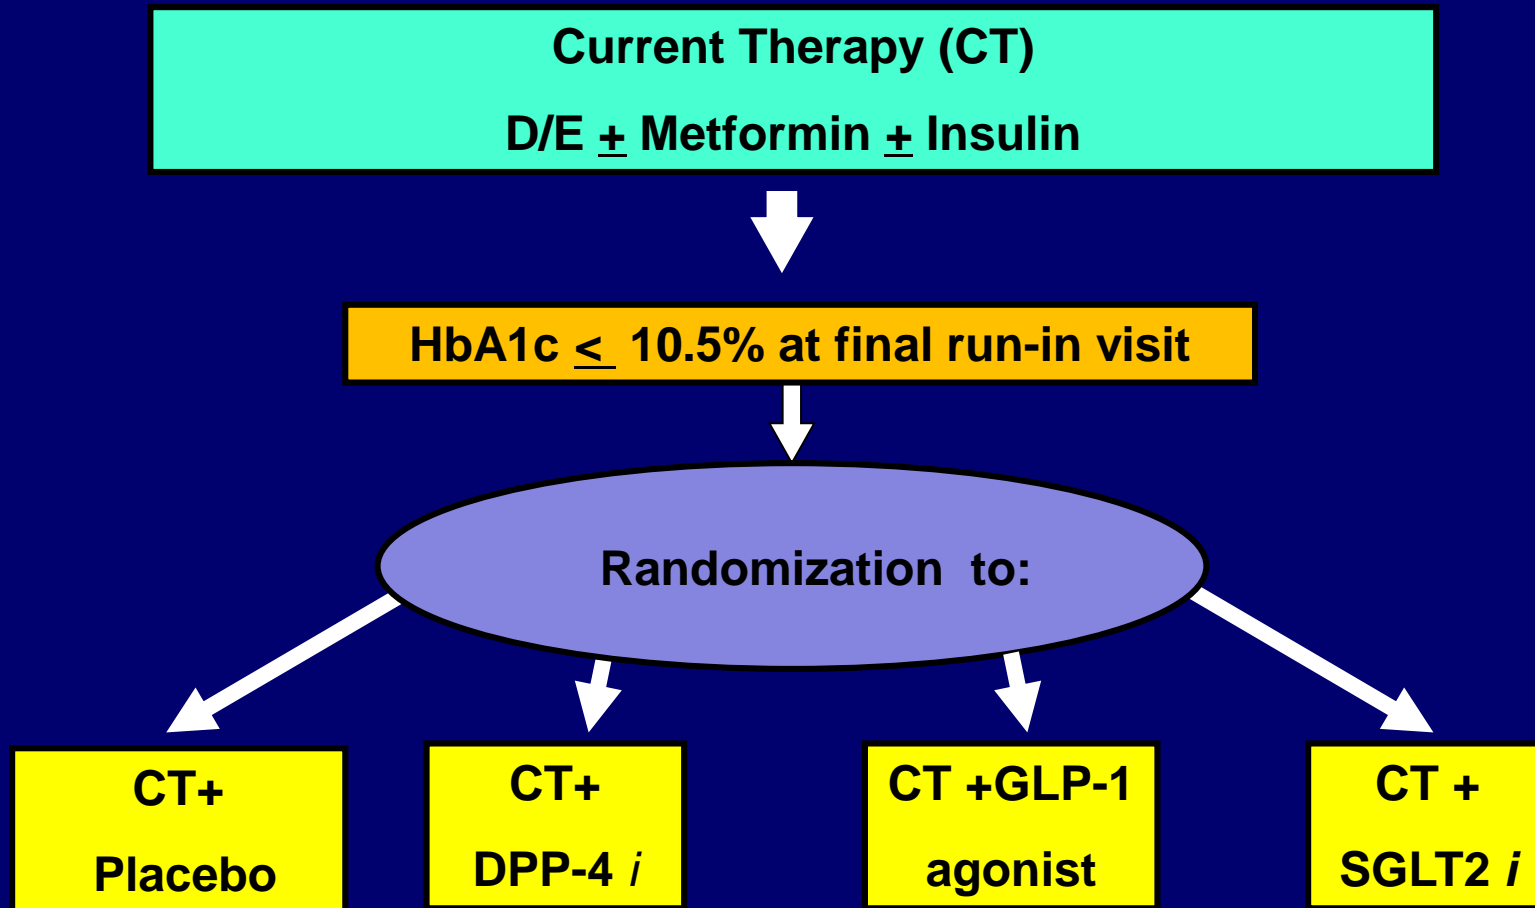 Current Therapy (CT)
D/E ± Metformin ± Insulin
HbA1c ≤ 10.5% at final run-in visit
Randomization to:
CT+
Placebo
CT+
DPP-4 i
CT +GLP-1
agonist
CT +
SGLT2 i